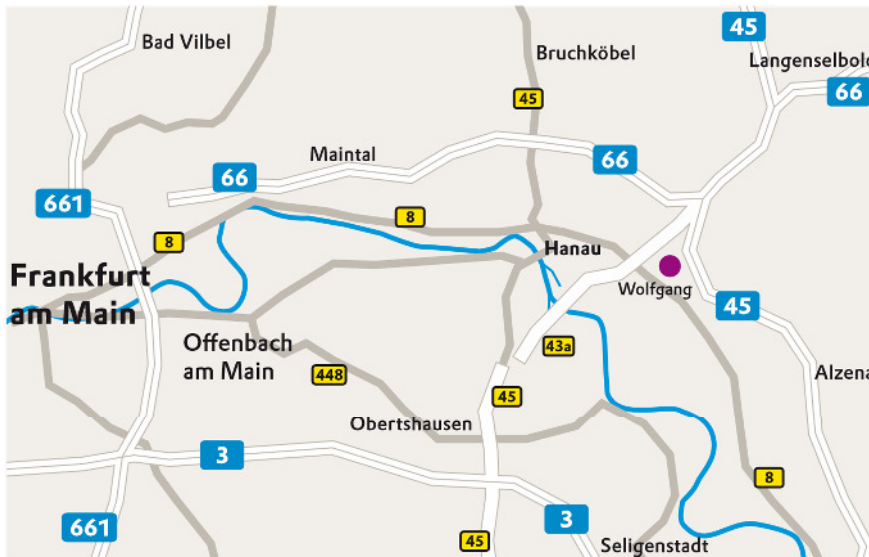 45
Bad Vilbel
Bruchköbel
Langenselbold
45
66
Maintal
66
66
661
8
8
Hanau
Frankfurt
am Main
Wolfgang
45
Offenbach
am Main
43a
448
Alzena
45
Obertshausen
3
8
661
3
45
Seligenstadt